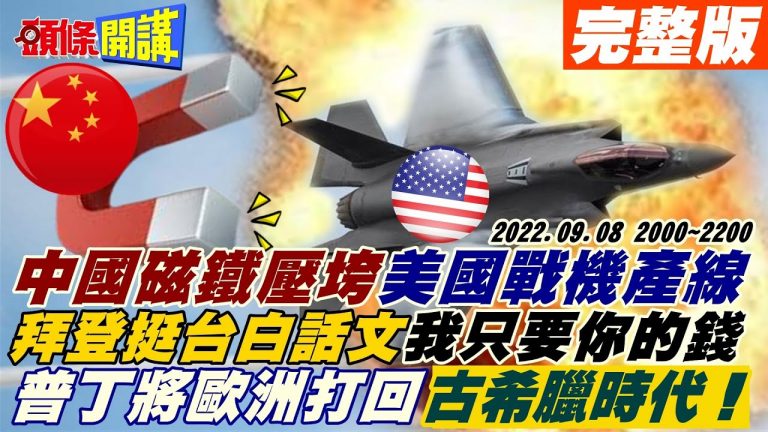 頭條開講
完整版
2022.09.08 2000~2200
中國磁鐵壓垮美國戰機產線
拜登挺台白話文我只要你的錢
普丁將歐洲打回古希臘時代！